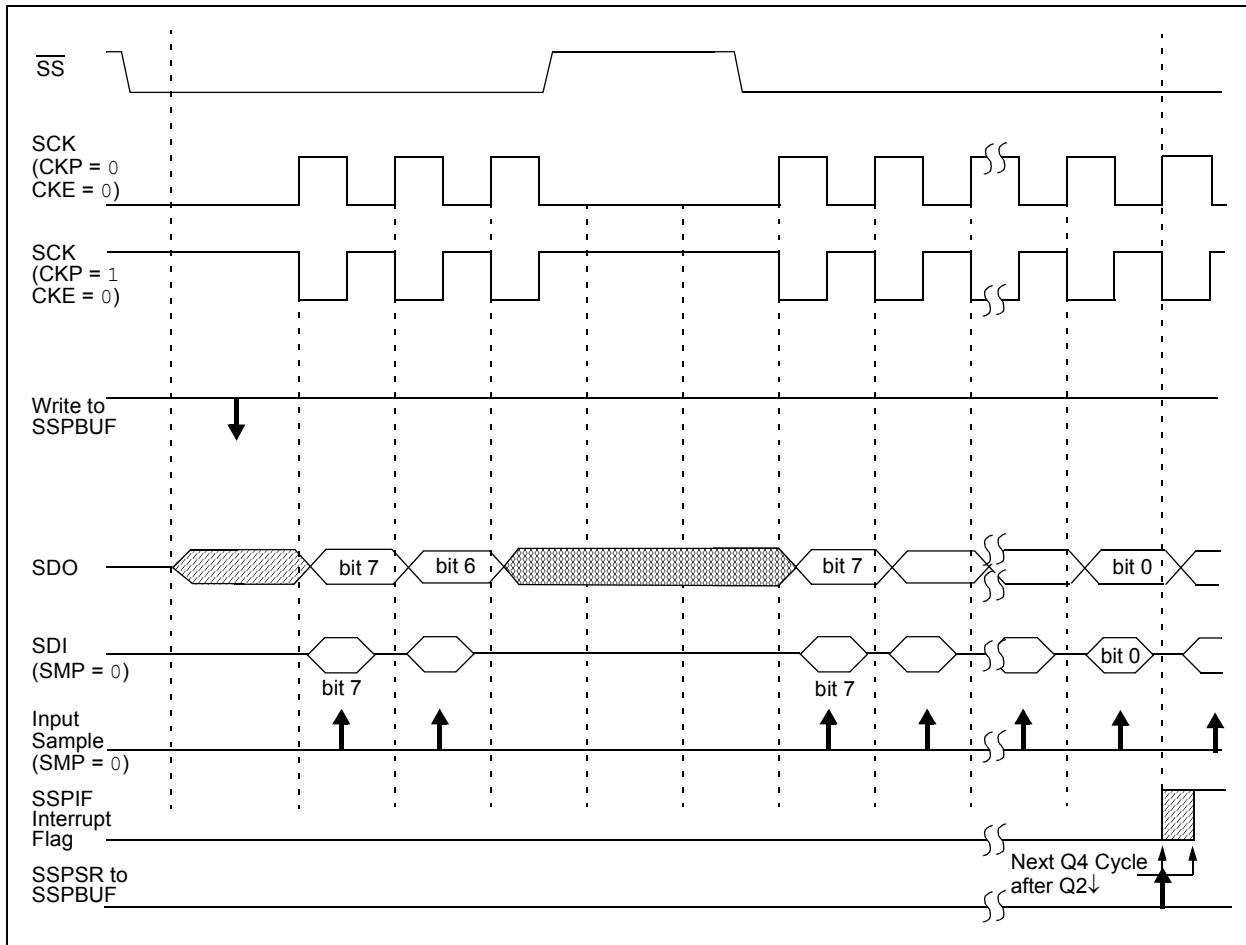 SS
SCK
(CKP = 0
CKE = 0)
SCK
(CKP = 1
CKE = 0)
Write to
SSPBUF
SDO
bit 7
bit 6
bit 7
bit 0
SDI
(SMP = 0)
bit 7
bit 7
bit 0
Input
Sample
(SMP = 0)
SSPIF
Interrupt
Flag
SSPSR to
SSPBUF
Next Q4 Cycle
after Q2↓